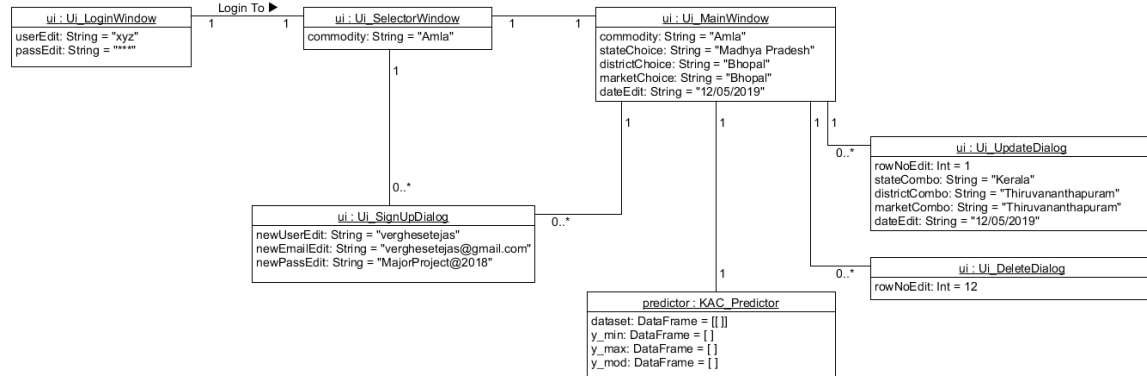 Login To ▶
ui : Ui_LoginWindow
userEdit: String = "xyz"
passEdit: String = "***"
1
1
ui : Ui_SelectorWindow
commodity: String = "Amla"
1
1
ui : Ui_MainWindow
commodity: String = "Amla"
stateChoice: String = "Madhya Pradesh"
districtChoice: String = "Bhopal"
marketChoice: String = "Bhopal"
dateEdit: String = "12/05/2019"
1
0..*
1
0..*
1
1
1
0..*
1
0..*
ui : Ui_SignUpDialog
newUserEdit: String = "verghesetejas"
newEmailEdit: String = "verghesetejas@gmail.com"
newPassEdit: String = "MajorProject@2018"
ui : Ui_UpdateDialog
rowNoEdit: Int = 1
stateCombo: String = "Kerala"
districtCombo: String = "Thiruvananthapuram"
marketCombo: String = "Thiruvananthapuram"
dateEdit: String = "12/05/2019"
ui : Ui_DeleteDialog
rowNoEdit: Int = 12
predictor : KAC_Predictor
dataset: DataFrame = [[ ]]
y_min: DataFrame = [ ]
y_max: DataFrame = [ ]
y_mod: DataFrame = [ ]